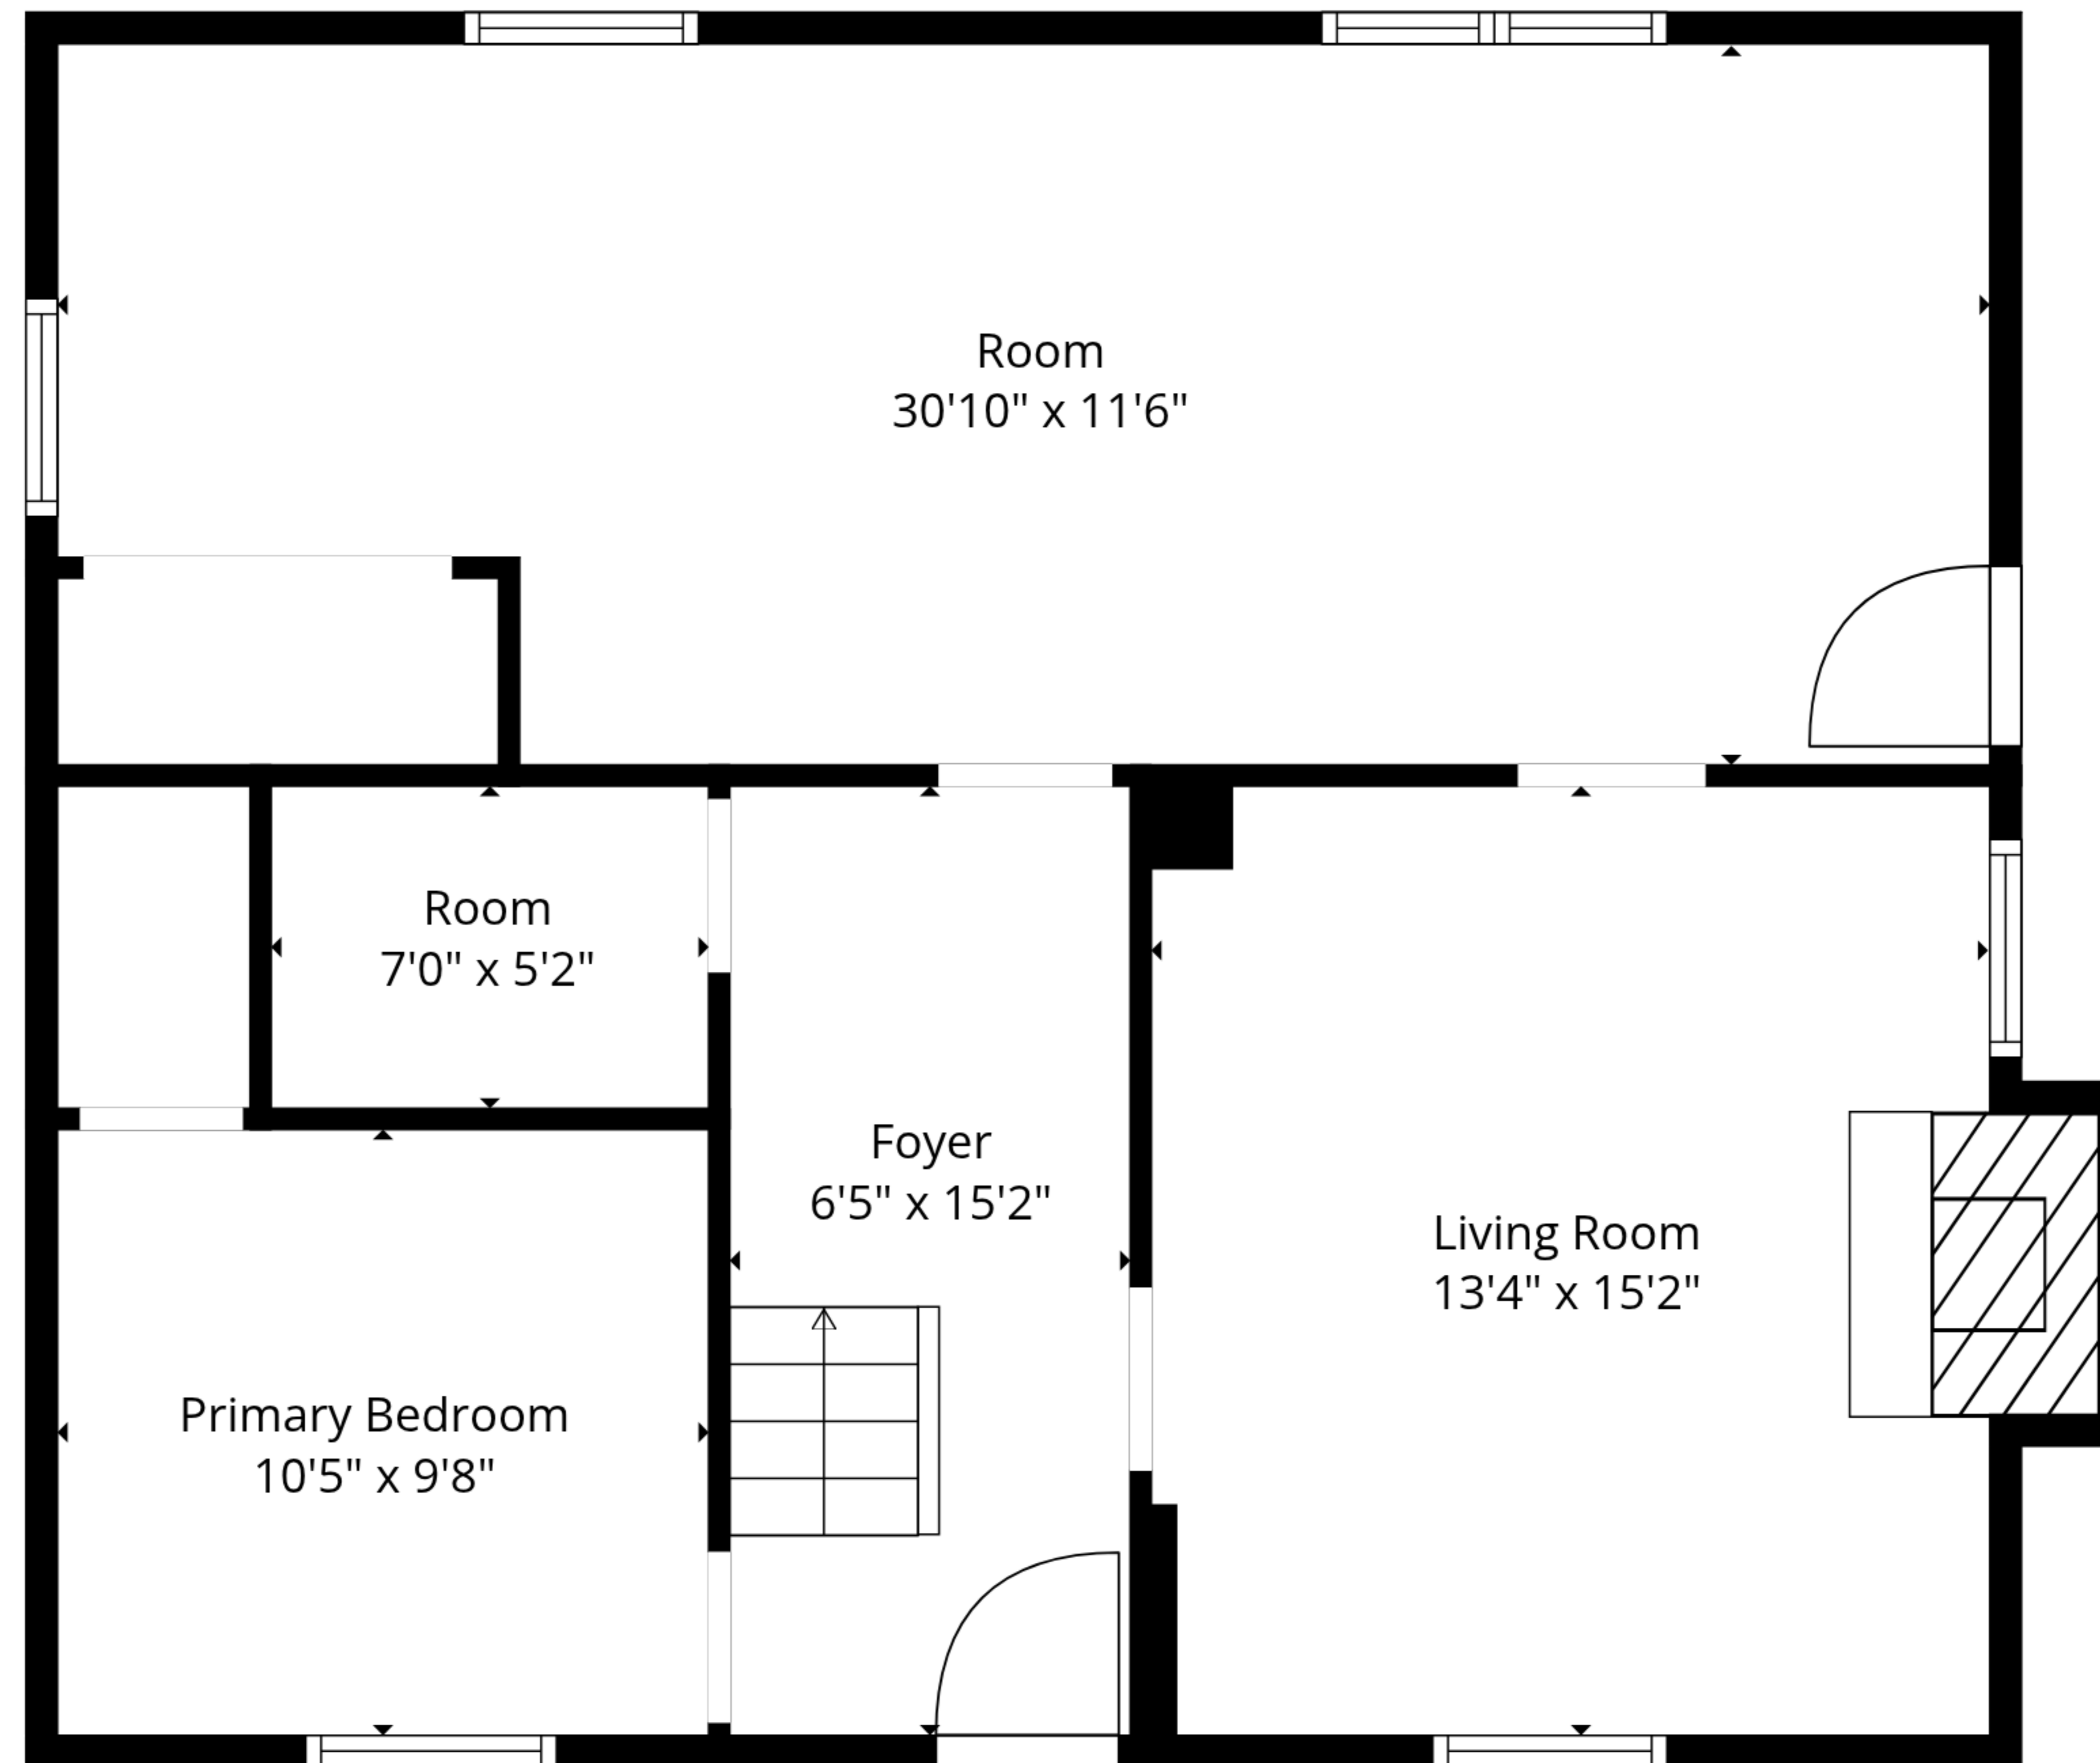 Room
30'10" x 11'6"
Room
7'0" x 5'2"
Foyer
6'5" x 15'2"
Living Room
13'4" x 15'2"
Primary Bedroom
10'5" x 9'8"